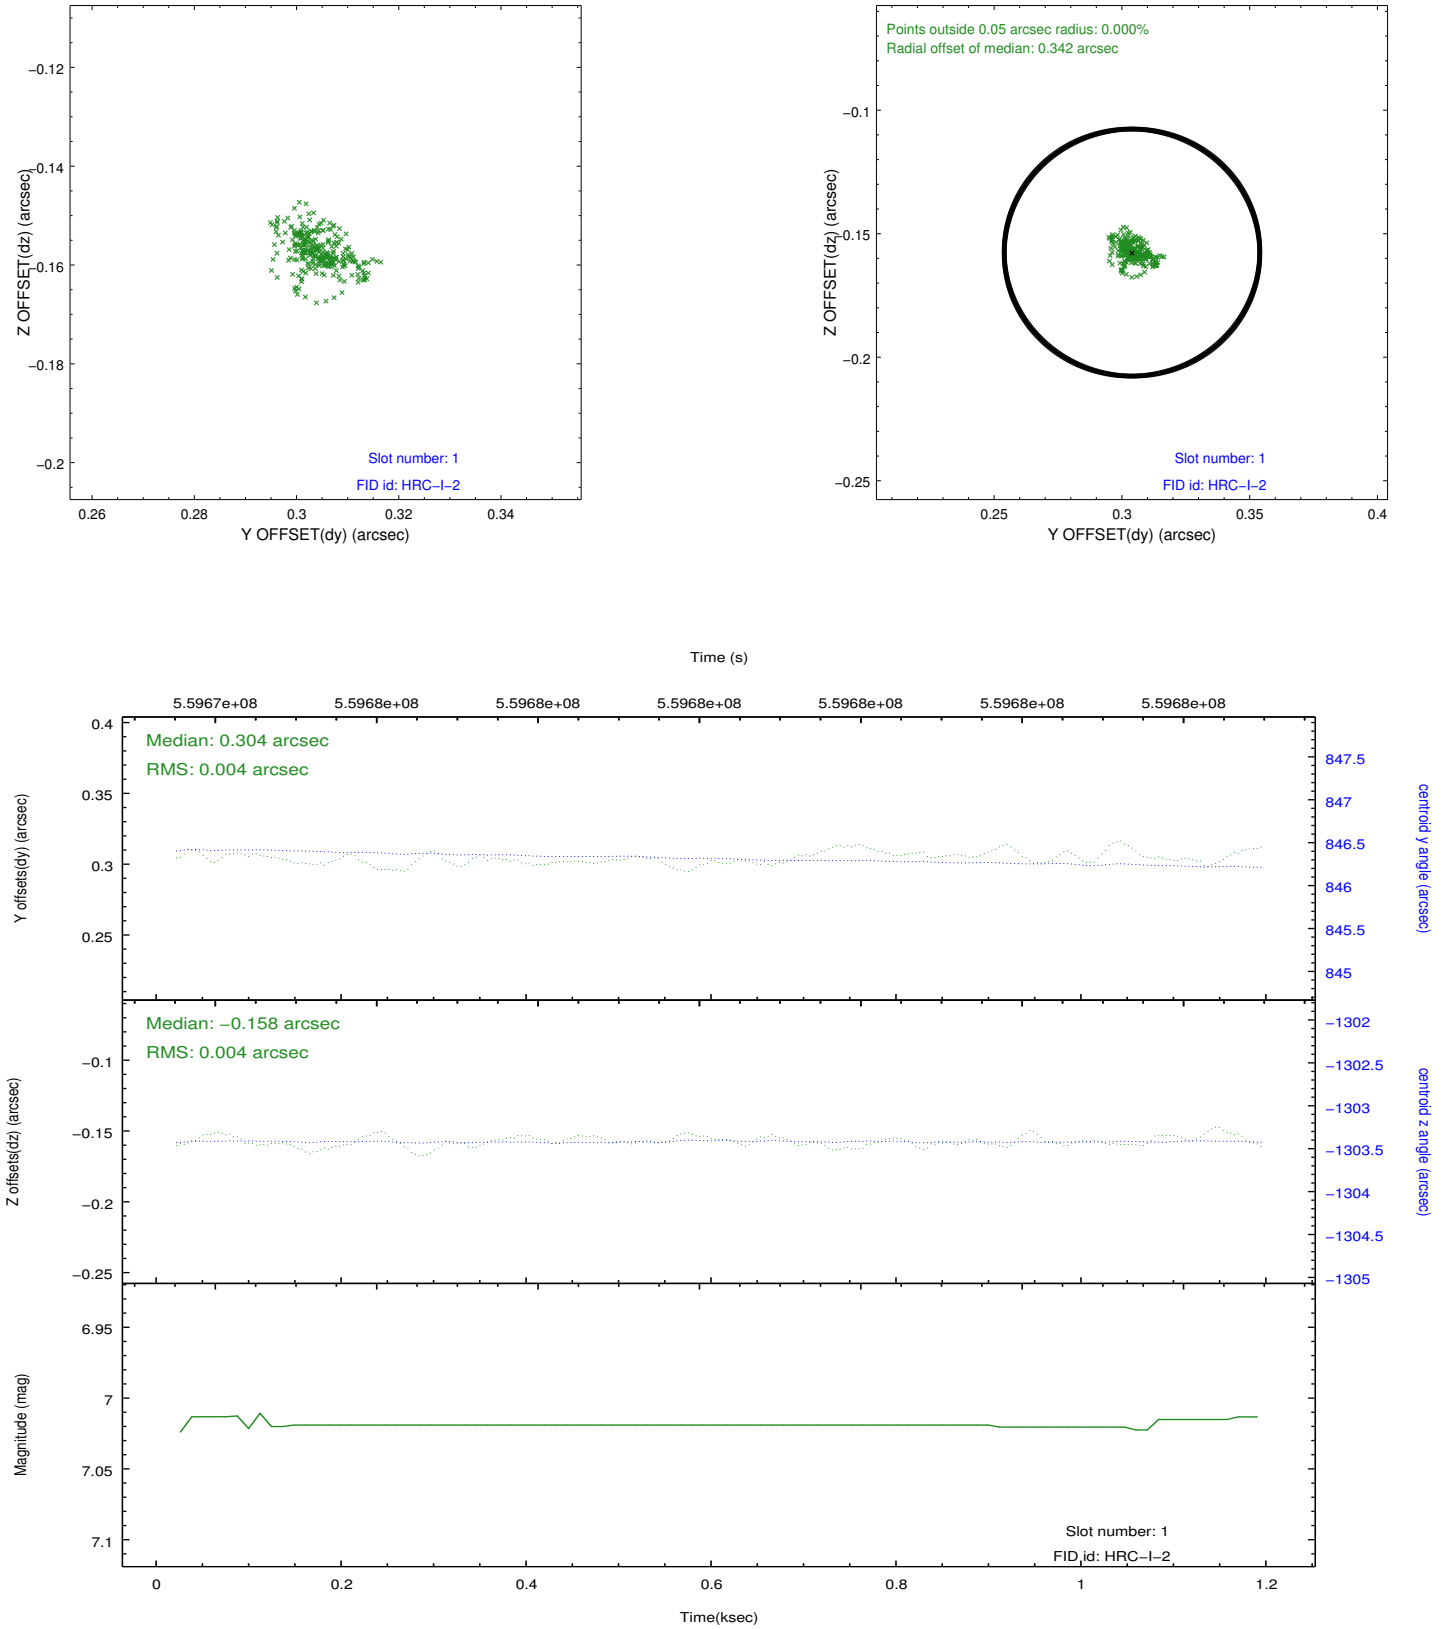 −0.12
−0.14
−0.16
−0.18
−0.2
Z OFFSET(dz) (arcsec)
0.26
0.28
0.3
0.32
0.34
Y OFFSET(dy) (arcsec)
Slot number: 1
FID id: HRC−I−2
Points outside 0.05 arcsec radius: 0.000%
Radial offset of median: 0.342 arcsec
−0.1
−0.15
−0.2
−0.25
Z OFFSET(dz) (arcsec)
0.25
0.3
0.35
0.4
Y OFFSET(dy) (arcsec)
Slot number: 1
FID id: HRC−I−2
Time (s)
5.5967e+08
5.5968e+08
5.5968e+08
5.5968e+08
5.5968e+08
5.5968e+08
5.5968e+08
Median: 0.304 arcsec
RMS: 0.004 arcsec
0.4
0.35
0.3
0.25
Y offsets(dy) (arcsec)
847.5
847
846.5
846
845.5
845
centroid y angle (arcsec)
Median: −0.158 arcsec
RMS: 0.004 arcsec
−0.1
−0.15
−0.2
−0.25
Z offsets(dz) (arcsec)
−1302
−1302.5
−1303
−1303.5
−1304
−1304.5
−1305
centroid z angle (arcsec)
6.95
7
7.05
7.1
Magnitude (mag)
Slot number: 1
FID id: HRC−I−2
0
0.2
0.4
0.6
0.8
1
1.2
Time(ksec)